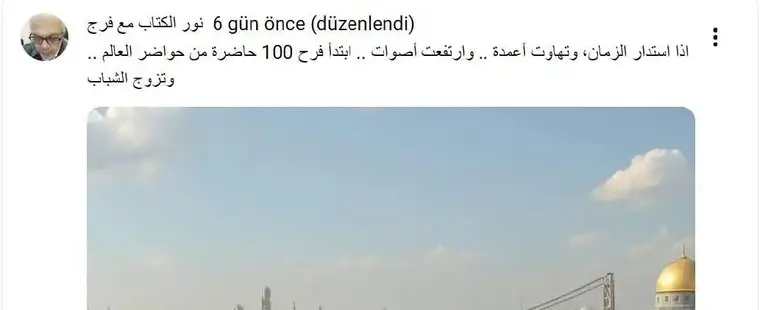 نور الكتاب مع فرج 6 gün önce (düzenlendi)
اذا استدار الزمان، وتهاوت أعمدة .. وارتفعت أصوات .. ابتدأ فرح 100 حاضرة من حواضر العالم ..
وتزوج الشباب